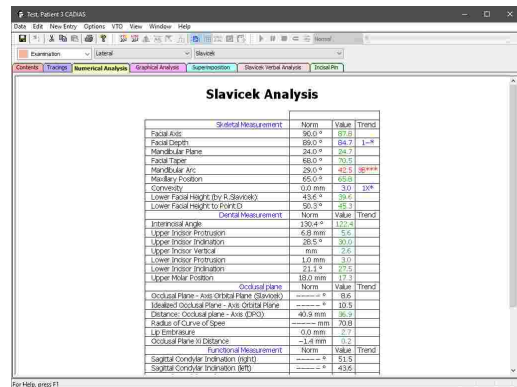 Test, Patient 3 CADIAS
Data Edit New Entry Options VTO View Window Help
Normal
Examination Lateral Slavicek
Contents Tracings Numerical Analysis Graphical Analysis Superimposition Slavicek Verbal Analysis Incisal Pin
Slavicek Analysis
Skeletal Measurement Norm Value Trend
Facial Axis 90.0 ° 87.8
Facial Depth 89.0 ° 84.7 1-*
Mandibular Plane 24.0 ° 24.7
Facial Taper 68.0 ° 70.5
Mandibular Arc 29.0 ° 42.5 3B***
Maxillary Position 65.0 ° 65.8
Convexity 0.0 mm 3.0 1X*
Lower Facial Height (by R.Slavicek) 43.6 ° 39.6
Lower Facial Height to Point D 50.3 ° 45.3
Dental Measurement Norm Value Trend
Interincisal Angle 130.4 ° 122.4
Upper Incisor Protrusion 6.8 mm 5.6
Upper Incisor Inclination 28.5 ° 30.0
Upper Incisor Vertical mm 2.6
Lower Incisor Protrusion 1.0 mm 3.0
Lower Incisor Inclination 21.1 ° 27.5
Upper Molar Position 18.0 mm 17.3
Occlusal plane Norm Value Trend
Occlusal Plane - Axis Orbital Plane (Slavicek) ----- ° 8.6
Idealized Occlusal Plane - Axis Orbital Plane ----- ° 10.5
Distance: Occlusal plane - Axis (DPO) 40.9 mm 36.9
Radius of Curve of Spee ----- mm 70.8
Lip Embrasure 0.0 mm 2.7
Occlusal Plane Xi Distance -1.4 mm 0.2
Functional Measurement Norm Value Trend
Sagittal Condylar Inclination (right) ----- ° 51.5
Sagittal Condylar Inclination (left) ----- ° 43.6
For Help, press F1